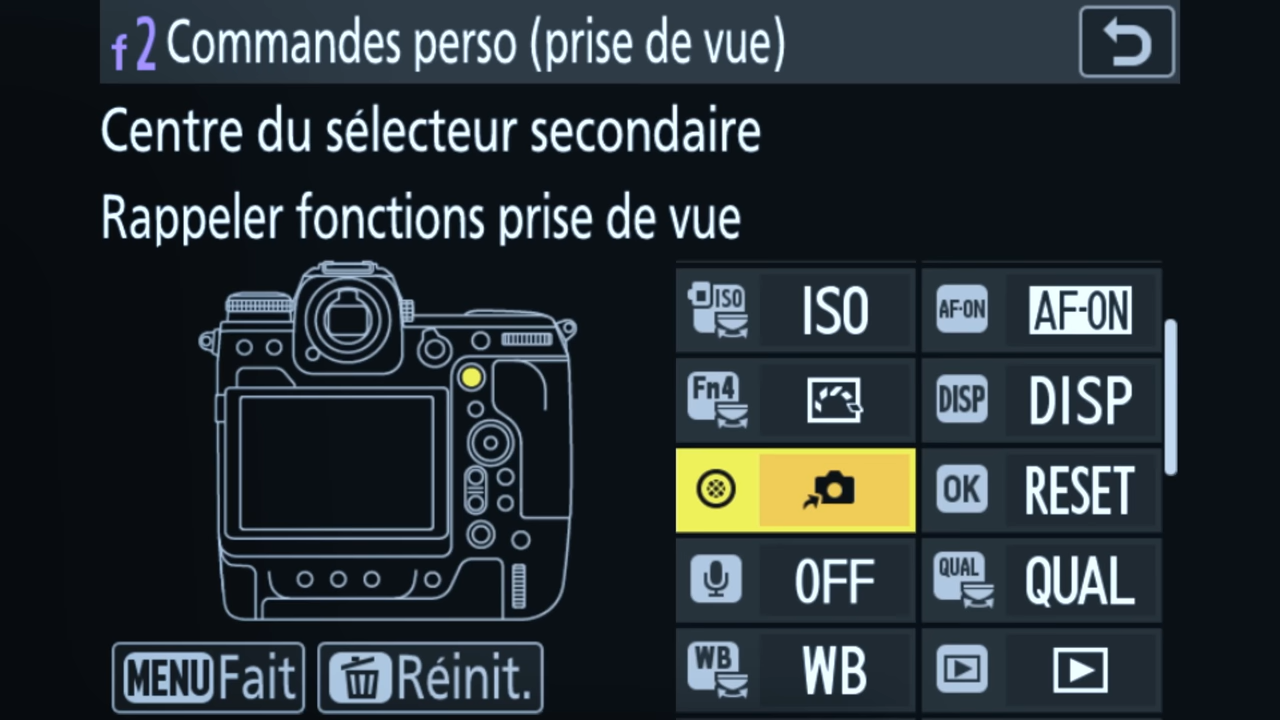 f2 Commandes perso (prise de vue)
Centre du sélecteur secondaire
Rappeler fonctions prise de vue
ISO ISO AF-ON AF-ON
Fn4 DISP DISP
OK RESET
OFF QUAL QUAL
WB WB
MENU Fait Réinit.